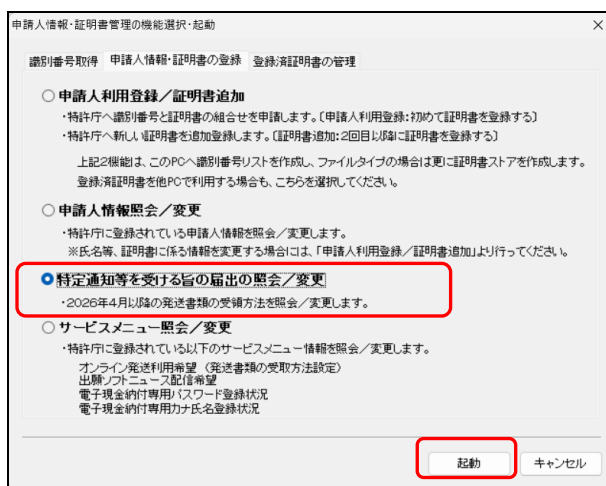 申請人情報・証明書管理の機能選択・起動
識別番号取得 申請人情報・証明書の登録 登録済証明書の管理
申請人利用登録／証明書追加
・特許庁へ識別番号と証明書の組合せを申請します。〔申請人利用登録：初めて証明書を登録する〕
・特許庁へ新しい証明書を追加登録します。〔証明書追加：2回目以降に証明書を登録する〕
上記2機能は、このPCへ識別番号リストを作成し、ファイルタイプの場合は更に証明書ストアを作成します。
登録済証明書を他PCで利用する場合も、こちらを選択してください。
申請人情報照会／変更
・特許庁に登録されている申請人情報を照会／変更します。
※氏名等、証明書に係る情報を変更する場合には、「申請人利用登録／証明書追加」より行ってください。
特定通知等を受ける旨の届出の照会／変更
・2026年4月以降の発送書類の受領方法を照会／変更します。
サービスメニュー照会／変更
・特許庁に登録されている以下のサービスメニュー情報を照会／変更します。
オンライン発送利用希望（発送書類の受取方法設定）
出願ソフトニュース配信希望
電子現金納付専用パスワード登録状況
電子現金納付専用カナ氏名登録状況
起動 キャンセル